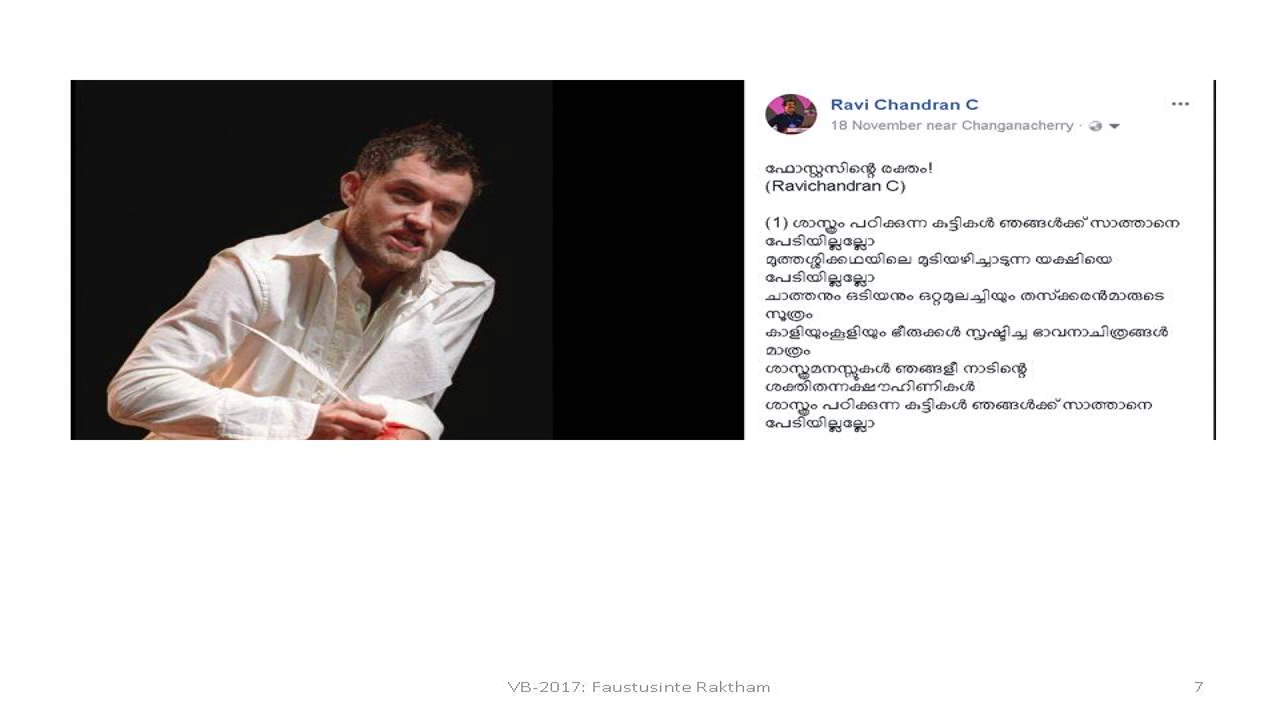 Ravi Chandran C
18 November near Changanacherry ·
ഫോസ്റ്റസിന്റെ രക്തം!
(Ravichandran C)
(1) ശാസ്ത്രം പഠിക്കുന്ന കുട്ടികൾ ഞങ്ങൾക്ക് സാത്താനെ
പേടിയില്ലല്ലോ
മുത്തശ്ശിക്കഥയിലെ മുടിയഴിച്ചാടുന്ന യക്ഷിയെ
പേടിയില്ലല്ലോ
ചാത്തനും ഒടിയനും ഒറ്റമുലച്ചിയും തസ്ക്കരൻമാരുടെ
സൂത്രം
കാളിയുംകൂളിയും ഭീരുക്കൾ സൃഷ്ടിച്ച ഭാവനാചിത്രങ്ങൾ
മാത്രം
ശാസ്ത്രമനസ്സുകൾ ഞങ്ങളീ നാടിന്റെ
ശക്തിതന്നക്ഷൗഹിണികൾ
ശാസ്ത്രം പഠിക്കുന്ന കുട്ടികൾ ഞങ്ങൾക്ക് സാത്താനെ
പേടിയില്ലല്ലോ
VB-2017: Faustusinte Raktham
7